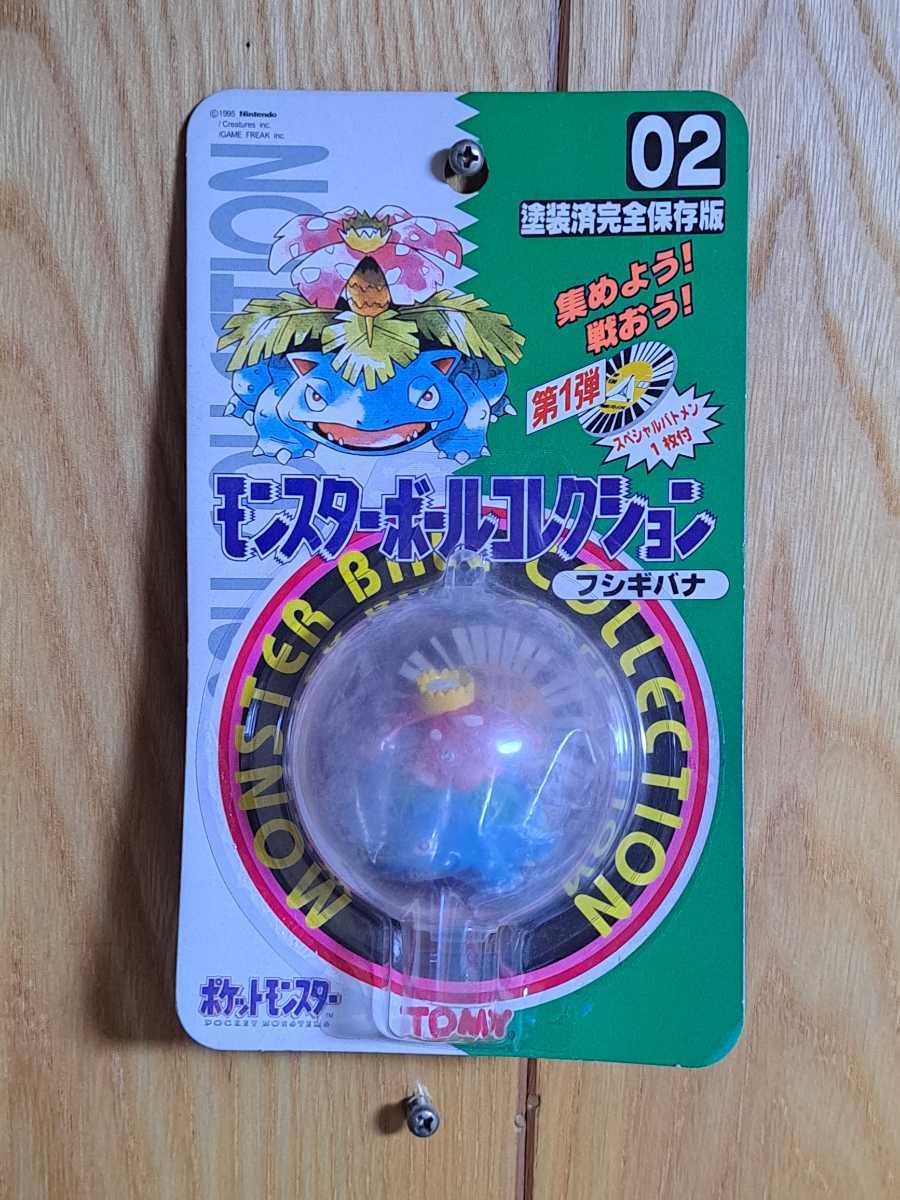 ©1995 Nintendo
/Creatures inc.
/GAME FREAK inc.
02
塗装済完全保存版
集めよう!
戦おう!
第1弾
スペシャルバトメン
1枚付
モンスターボールコレクション
フシギバナ
MONSTER BALL COLLECTION
ポケットモンスター™
POCKET MONSTERS
TOMY